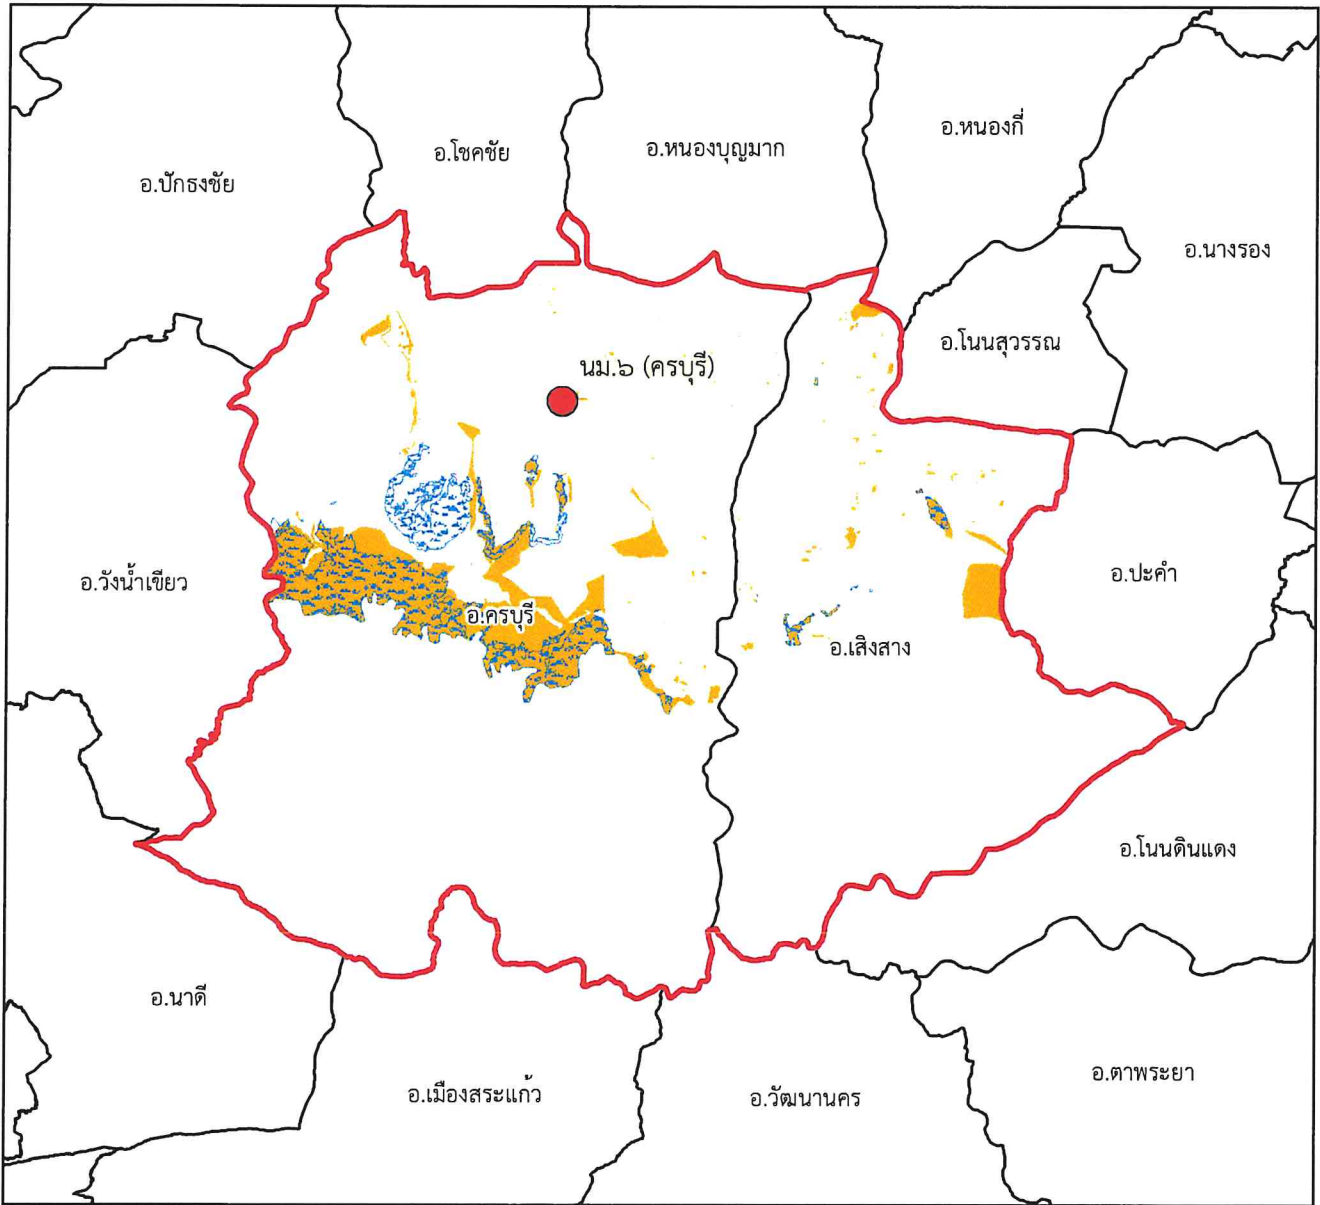 อ.หนองกี่
อ.โชคชัย
อ.หนองบุญมาก
อ.ปักธงชัย
อ.นางรอง
อ.โนนสุวรรณ
นม.๖ (ครบุรี)
อ.วังน้ำเขียว
อ.ปะคำ
อ.ครบุรี
อ.เสิงสาง
อ.โนนดินแดง
อ.นาดี
อ.ตาพระยา
อ.เมืองสระแก้ว
อ.วัฒนานคร